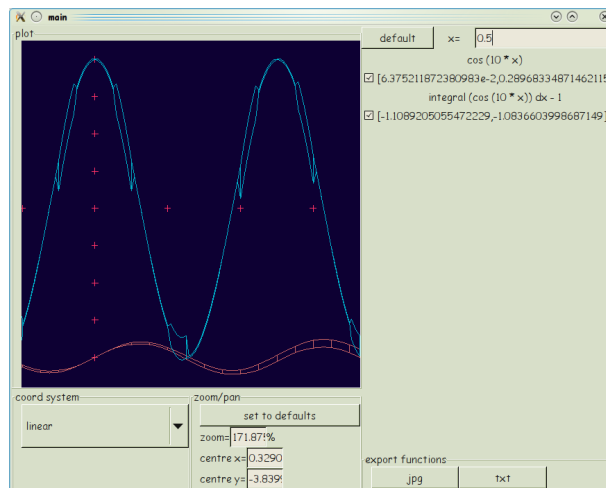 main
plot
default x= 0.5
cos (10 * x)
[6.375211872380983e-2,0.28968334871462115
integral (cos (10 * x)) dx - 1
[-1.1089205055472229,-1.0836603998687149]
coord system
linear
zoom/pan
set to defaults
zoom= 171.875%
centre x= 0.3290
centre y= -3.839
export functions
jpg txt